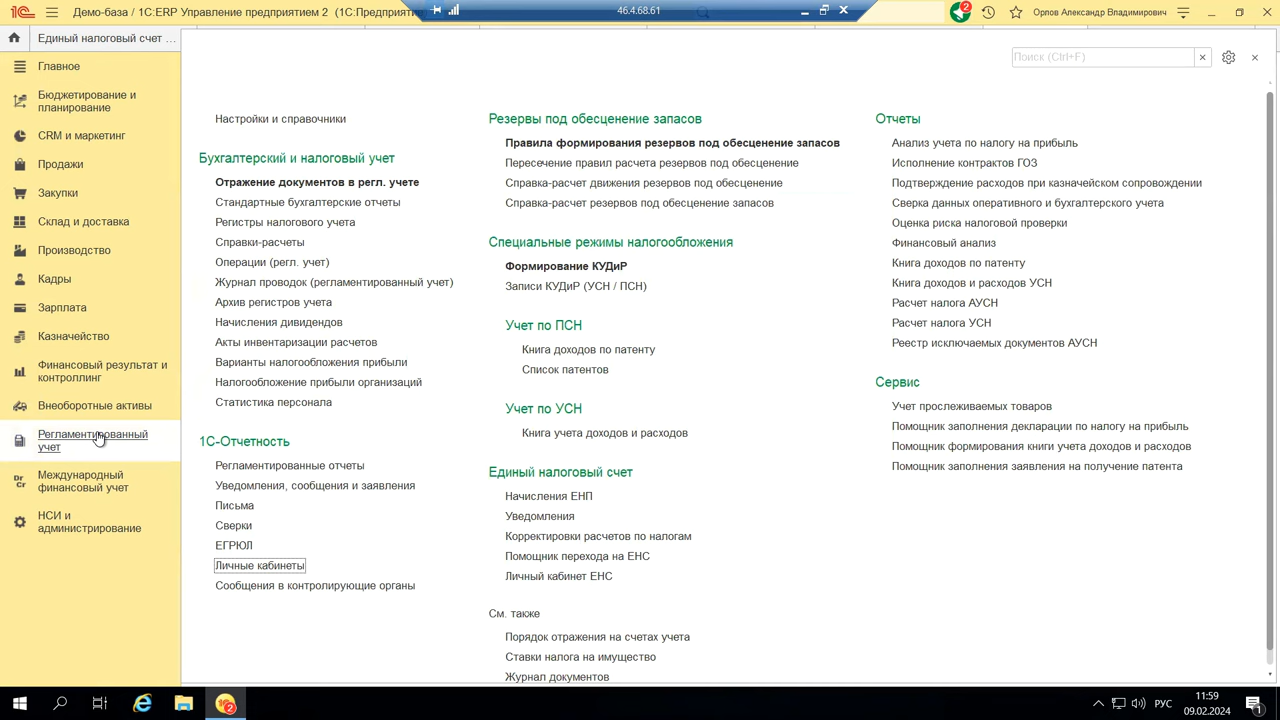 Демо-база / 1С:ERP Управление предприятием 2 (1С:Предприятие
46.4.68.61
2
Орлов Александр Владимирович
Единый налоговый счет ...
Главное
Бюджетирование и
планирование
CRM и маркетинг
Продажи
Закупки
Склад и доставка
Производство
Кадры
Зарплата
Казначейство
Финансовый результат и
контроллинг
Внеоборотные активы
Регламентированный
учет
Международный
финансовый учет
НСИ и
администрирование
Поиск (Ctrl+F)
Настройки и справочники
Бухгалтерский и налоговый учет
Отражение документов в регл. учете
Стандартные бухгалтерские отчеты
Регистры налогового учета
Справки-расчеты
Операции (регл. учет)
Журнал проводок (регламентированный учет)
Архив регистров учета
Начисления дивидендов
Акты инвентаризации расчетов
Варианты налогообложения прибыли
Налогообложение прибыли организаций
Статистика персонала
1С-Отчетность
Регламентированные отчеты
Уведомления, сообщения и заявления
Письма
Сверки
ЕГРЮЛ
Личные кабинеты
Сообщения в контролирующие органы
Резервы под обесценение запасов
Правила формирования резервов под обесценение запасов
Пересечение правил расчета резервов под обесценение
Справка-расчет движения резервов под обесценение
Справка-расчет резервов под обесценение запасов
Специальные режимы налогообложения
Формирование КУДиР
Записи КУДиР (УСН / ПСН)
Учет по ПСН
Книга доходов по патенту
Список патентов
Учет по УСН
Книга учета доходов и расходов
Единый налоговый счет
Начисления ЕНП
Уведомления
Корректировки расчетов по налогам
Помощник перехода на ЕНС
Личный кабинет ЕНС
См. также
Порядок отражения на счетах учета
Ставки налога на имущество
Журнал документов
Отчеты
Анализ учета по налогу на прибыль
Исполнение контрактов ГОЗ
Подтверждение расходов при казначейском сопровождении
Сверка данных оперативного и бухгалтерского учета
Оценка риска налоговой проверки
Финансовый анализ
Книга доходов по патенту
Книга доходов и расходов УСН
Расчет налога АУСН
Расчет налога УСН
Реестр исключаемых документов АУСН
Сервис
Учет прослеживаемых товаров
Помощник заполнения декларации по налогу на прибыль
Помощник формирования книги учета доходов и расходов
Помощник заполнения заявления на получение патента
2
РУС
11:59
09.02.2024
1